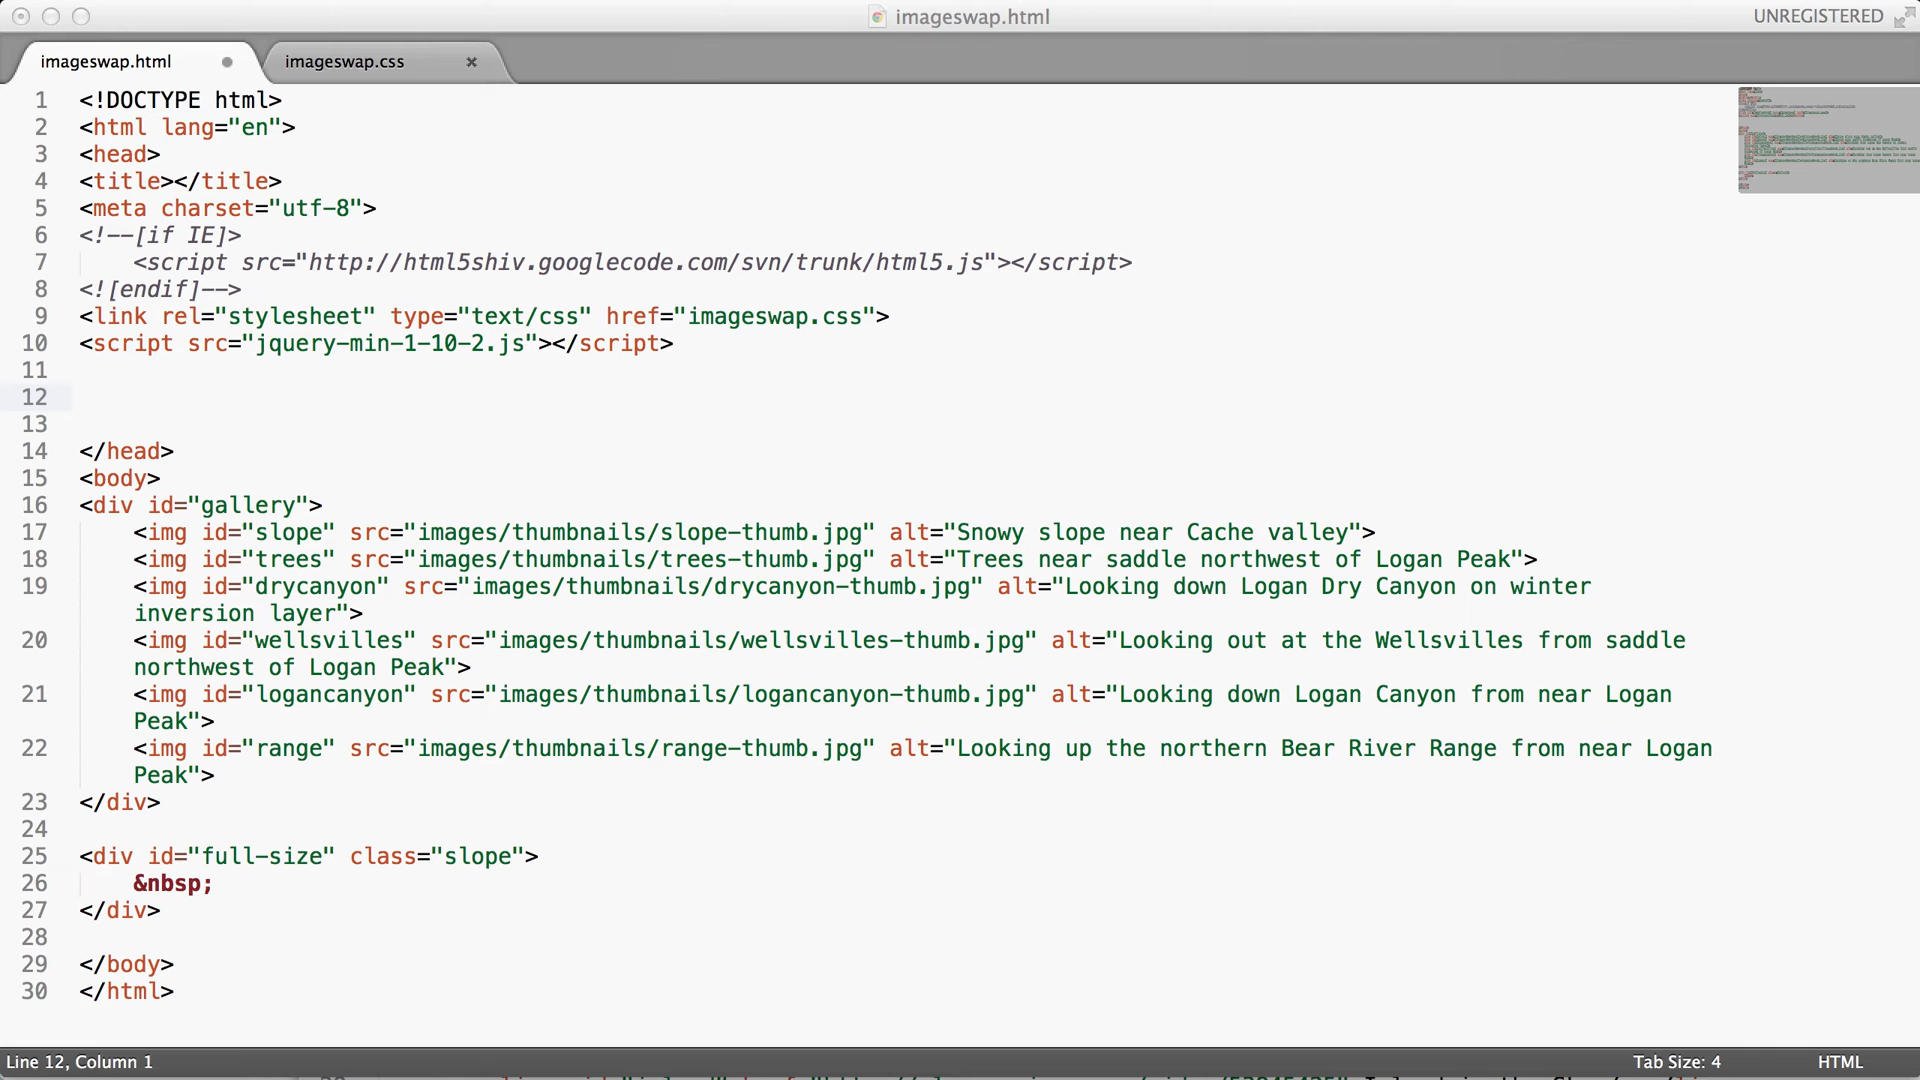 imageswap.html
UNREGISTERED
imageswap.html
imageswap.css ×
1 <!DOCTYPE html>
2 <html lang="en">
3 <head>
4 <title></title>
5 <meta charset="utf-8">
6 <!--[if IE]>
7 <script src="http://html5shiv.googlecode.com/svn/trunk/html5.js"></script>
8 <![endif]-->
9 <link rel="stylesheet" type="text/css" href="imageswap.css">
10 <script src="jquery-min-1-10-2.js"></script>
11
12
13
14 </head>
15 <body>
16 <div id="gallery">
17 <img id="slope" src="images/thumbnails/slope-thumb.jpg" alt="Snowy slope near Cache valley">
18 <img id="trees" src="images/thumbnails/trees-thumb.jpg" alt="Trees near saddle northwest of Logan Peak">
19 <img id="drycanyon" src="images/thumbnails/drycanyon-thumb.jpg" alt="Looking down Logan Dry Canyon on winter
inversion layer">
20 <img id="wellsvilles" src="images/thumbnails/wellsvilles-thumb.jpg" alt="Looking out at the Wellsvilles from saddle
northwest of Logan Peak">
21 <img id="logancanyon" src="images/thumbnails/logancanyon-thumb.jpg" alt="Looking down Logan Canyon from near Logan
Peak">
22 <img id="range" src="images/thumbnails/range-thumb.jpg" alt="Looking up the northern Bear River Range from near Logan
Peak">
23 </div>
24
25 <div id="full-size" class="slope">
26 &nbsp;
27 </div>
28
29 </body>
30 </html>
Line 12, Column 1
Tab Size: 4
HTML